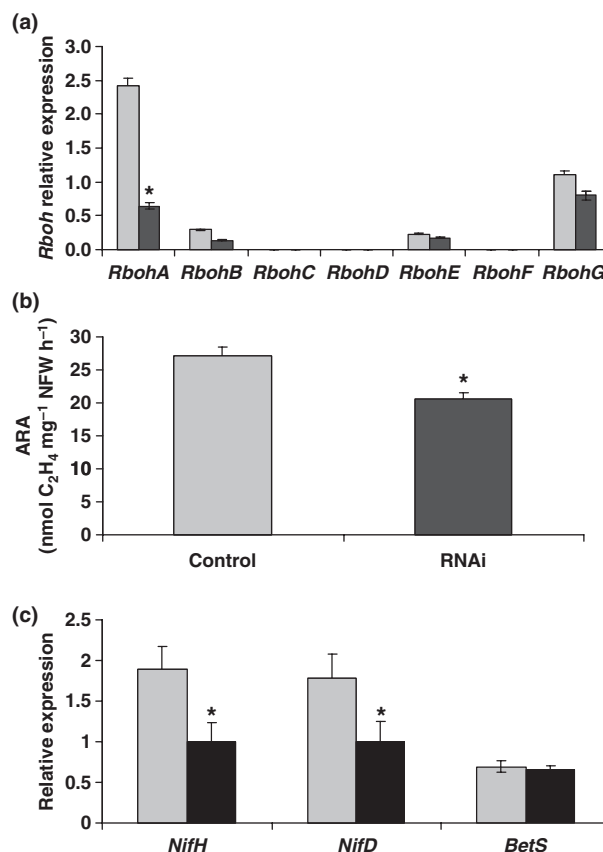 (a)
Rboh relative expression
3.0
2.5
2.0
1.5
1.0
0.5
0.0
*
RbohA RbohB RbohC RbohD RbohE RbohF RbohG
(b)
ARA
(nmol C₂H₄ mg⁻¹ NFW h⁻¹)
30
25
20
15
10
5
0
*
Control RNAi
(c)
Relative expression
2.5
2
1.5
1
0.5
0
* *
NifH NifD BetS